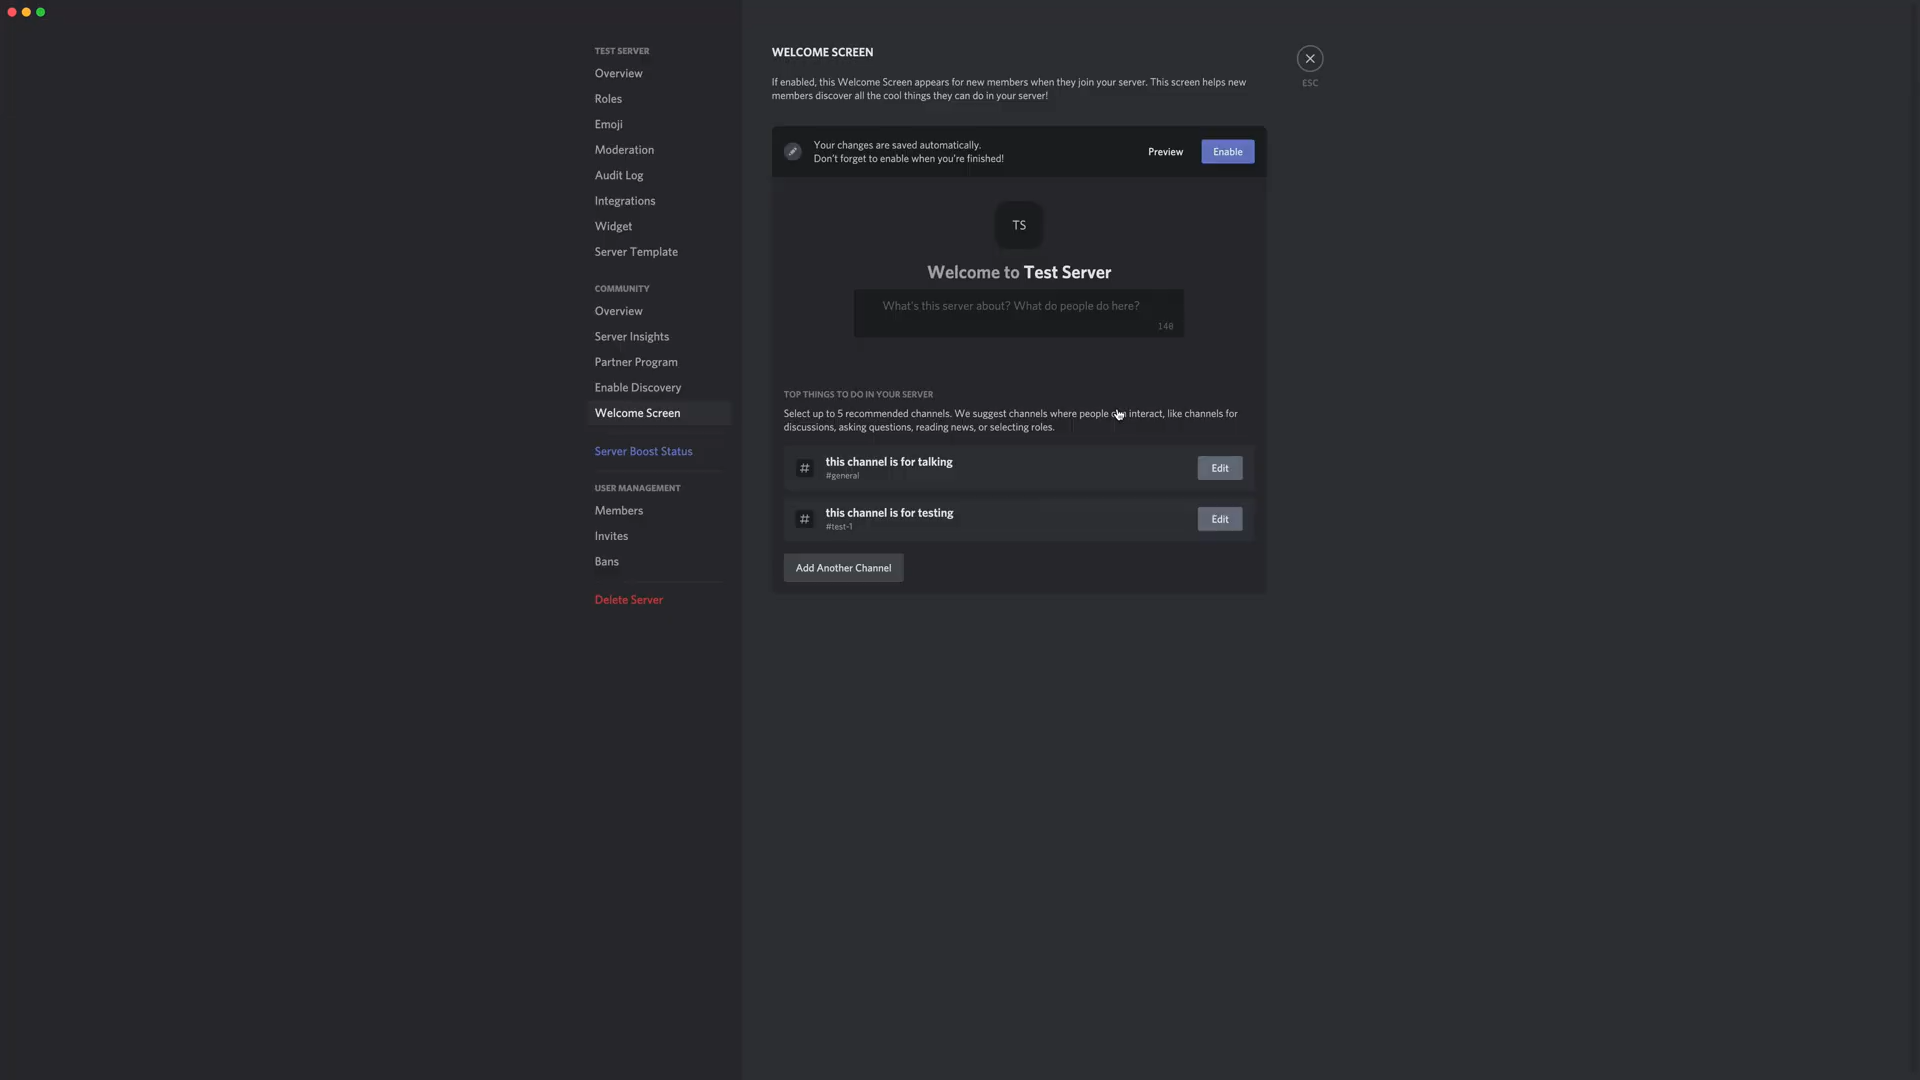 TEST SERVER
Overview
Roles
Emoji
Moderation
Audit Log
Integrations
Widget
Server Template
COMMUNITY
Overview
Server Insights
Partner Program
Enable Discovery
Welcome Screen
Server Boost Status
USER MANAGEMENT
Members
Invites
Bans
Delete Server
WELCOME SCREEN
If enabled, this Welcome Screen appears for new members when they join your server. This screen helps new
members discover all the cool things they can do in your server!
ESC
Your changes are saved automatically.
Don't forget to enable when you're finished!
Preview
Enable
TS
Welcome to Test Server
What's this server about? What do people do here?
140
TOP THINGS TO DO IN YOUR SERVER
Select up to 5 recommended channels. We suggest channels where people can interact, like channels for
discussions, asking questions, reading news, or selecting roles.
# this channel is for talking
#general
Edit
# this channel is for testing
#test-1
Edit
Add Another Channel